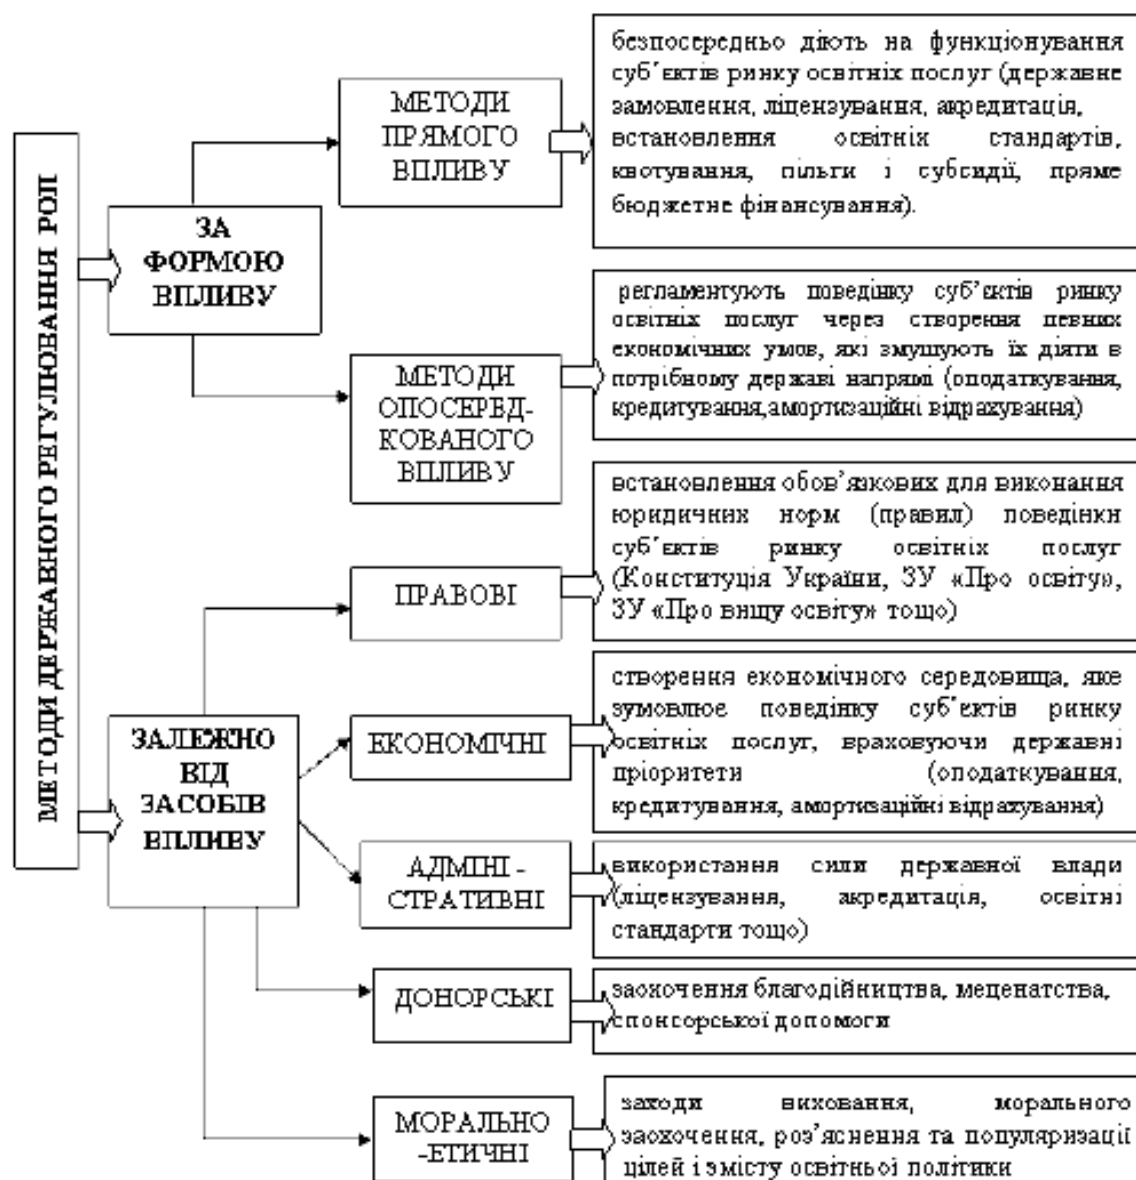 МЕТОДИ ДЕРЖАВНОГО РЕГУЛЮВАННЯ РОП
ЗА
ФОРМОЮ
ВПЛИВУ
МЕТОДИ
ПРЯМОГО
ВПЛИВУ
безпосередньо діють на функціонування
суб'єктів ринку освітніх послуг (державне
замовлення, ліцензування, акредитація,
встановлення освітніх стандартів,
квотування, пільги і субсидії, пряме
бюджетне фінансування).
МЕТОДИ
ОПОСЕРЕД-
КОВАНОГО
ВПЛИВУ
регламентують поведінку суб'єктів ринку
освітніх послуг через створення певних
економічних умов, які змушують їх діяти в
потрібному державі напрямі (оподаткування,
кредитування,амортизаційні відрахування)
ЗАЛЕЖНО
ВІД
ЗАСОБІВ
ВПЛИВУ
ПРАВОВІ
встановлення обов'язкових для виконання
юридичних норм (правил) поведінки
суб'єктів ринку освітніх послуг
(Конституція України, ЗУ «Про освіту»,
ЗУ «Про вищу освіту» тощо)
ЕКОНОМІЧНІ
створення економічного середовища, яке
зумовлює поведінку суб'єктів ринку
освітніх послуг, враховуючи державні
пріоритети (оподаткування,
кредитування, амортизаційні відрахування)
АДМІНІ -
СТРАТИВНІ
використання сили державної влади
(ліцензування, акредитація, освітні
стандарти тощо)
ДОНОРСЬКІ
заохочення благодійництва, меценатства,
спонсорської допомоги
МОРАЛЬНО
-ЕТИЧНІ
заходи виховання, морального
заохочення, роз'яснення та популяризації
цілей і змісту освітньої політики